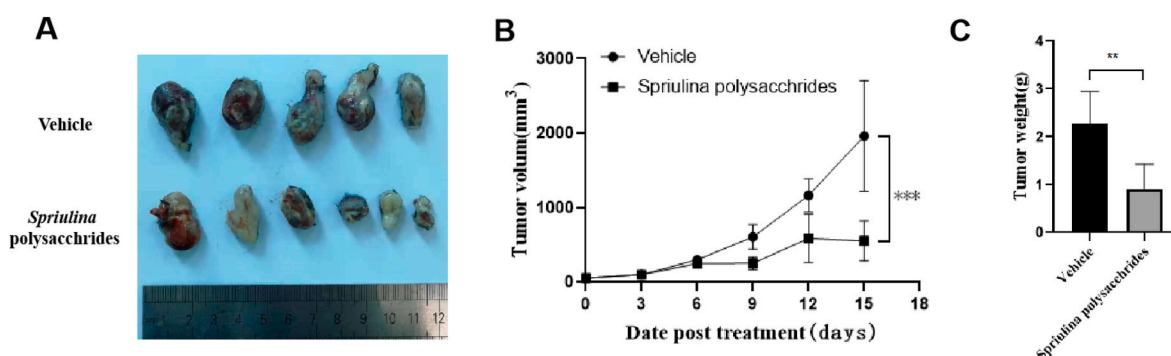 A
Vehicle
Spriulina
polysacchrides
1 2 3 4 5 6 7 8 9 10 11 12
B
Vehicle
Spriulina polysacchrides
3000
2000
1000
0
Tumor volum(mm³)
0 3 6 9 12 15 18
Date post treatment(days)
***
C
**
4
3
2
1
0
Tumor weight(g)
Vehicle
Spriulina polysacchrides